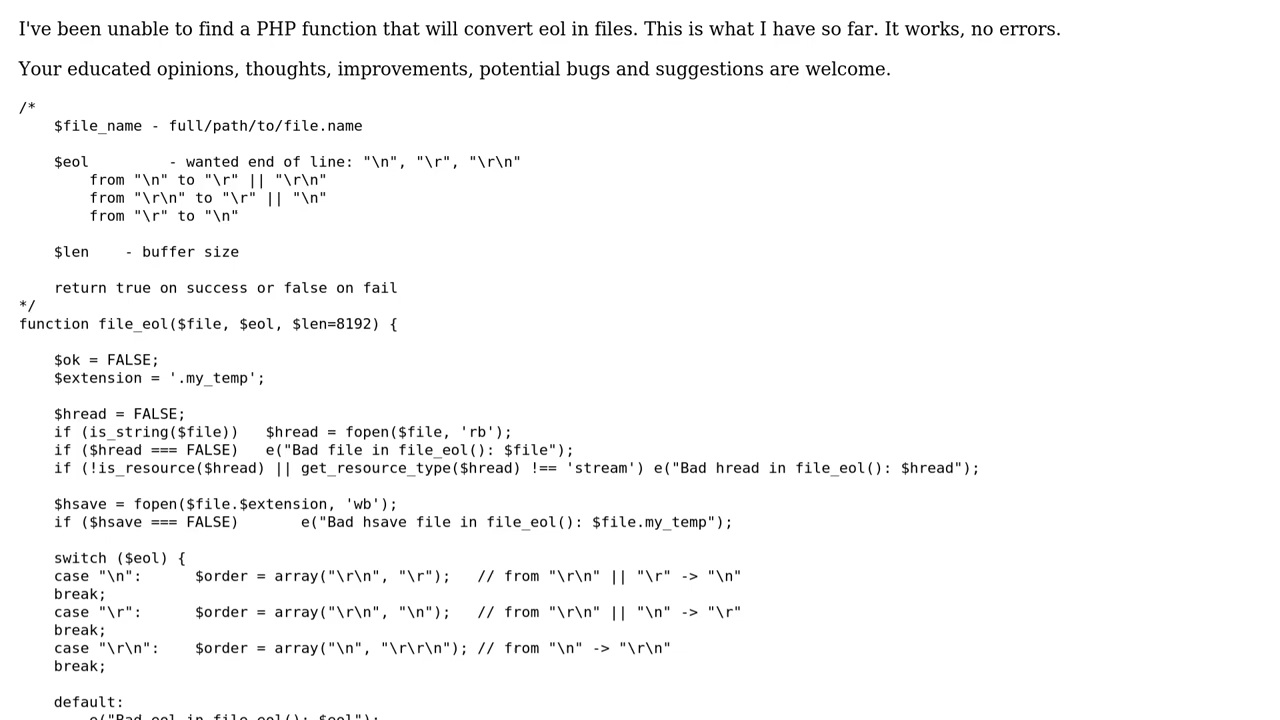 I've been unable to find a PHP function that will convert eol in files. This is what I have so far. It works, no errors.
Your educated opinions, thoughts, improvements, potential bugs and suggestions are welcome.
/*
    $file_name - full/path/to/file.name
    $eol         - wanted end of line: "\n", "\r", "\r\n"
        from "\n" to "\r" || "\r\n"
        from "\r\n" to "\r" || "\n"
        from "\r" to "\n"
    $len    - buffer size
    return true on success or false on fail
*/
function file_eol($file, $eol, $len=8192) {
    $ok = FALSE;
    $extension = '.my_temp';
    $hread = FALSE;
    if (is_string($file))   $hread = fopen($file, 'rb');
    if ($hread === FALSE)   e("Bad file in file_eol(): $file");
    if (!is_resource($hread) || get_resource_type($hread) !== 'stream') e("Bad hread in file_eol(): $hread");
    $hsave = fopen($file.$extension, 'wb');
    if ($hsave === FALSE)       e("Bad hsave file in file_eol(): $file.my_temp");
    switch ($eol) {
    case "\n":      $order = array("\r\n", "\r");   // from "\r\n" || "\r" -> "\n"
    break;
    case "\r":      $order = array("\r\n", "\n");   // from "\r\n" || "\n" -> "\r"
    break;
    case "\r\n":    $order = array("\n", "\r\r\n"); // from "\n" -> "\r\n"
    break;
    default:
        e("Bad eol in file_eol(): $eol");